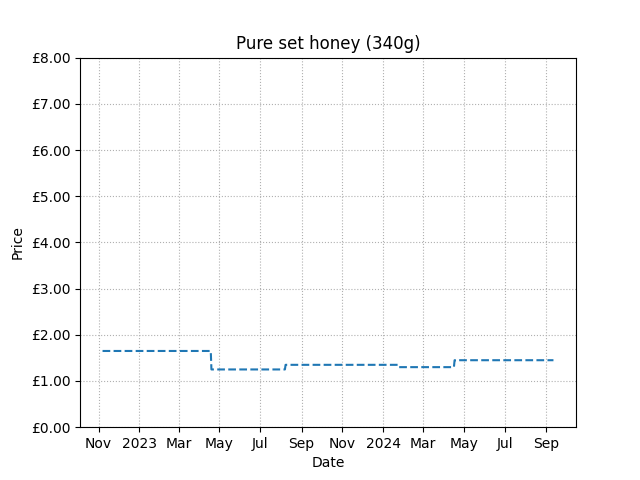 Pure set honey (340g)
£8.00
£7.00
£6.00
£5.00
£4.00
£3.00
£2.00
£1.00
£0.00
Price
Nov 2023 Mar May Jul Sep Nov 2024 Mar May Jul Sep
Date